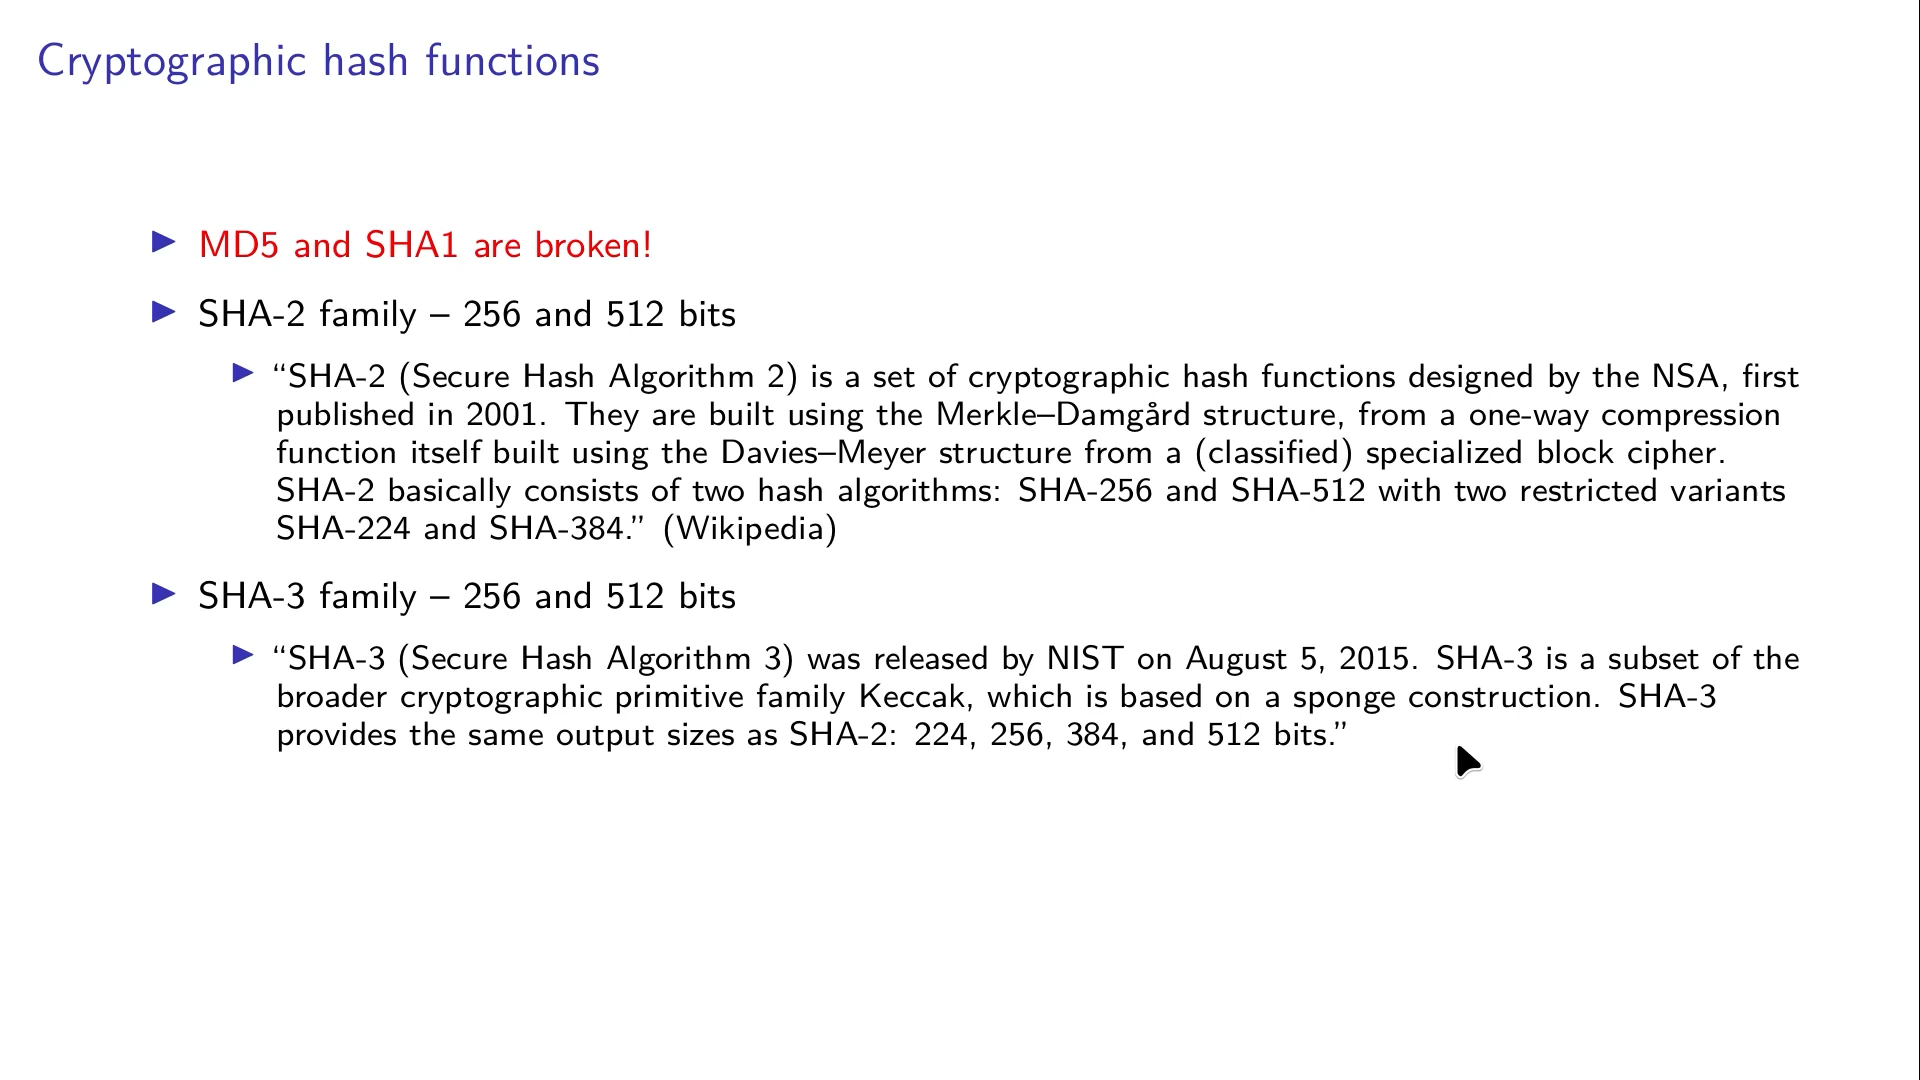 Cryptographic hash functions
MD5 and SHA1 are broken!
SHA-2 family – 256 and 512 bits
“SHA-2 (Secure Hash Algorithm 2) is a set of cryptographic hash functions designed by the NSA, first
published in 2001. They are built using the Merkle–Damgård structure, from a one-way compression
function itself built using the Davies–Meyer structure from a (classified) specialized block cipher.
SHA-2 basically consists of two hash algorithms: SHA-256 and SHA-512 with two restricted variants
SHA-224 and SHA-384.” (Wikipedia)
SHA-3 family – 256 and 512 bits
“SHA-3 (Secure Hash Algorithm 3) was released by NIST on August 5, 2015. SHA-3 is a subset of the
broader cryptographic primitive family Keccak, which is based on a sponge construction. SHA-3
provides the same output sizes as SHA-2: 224, 256, 384, and 512 bits.”